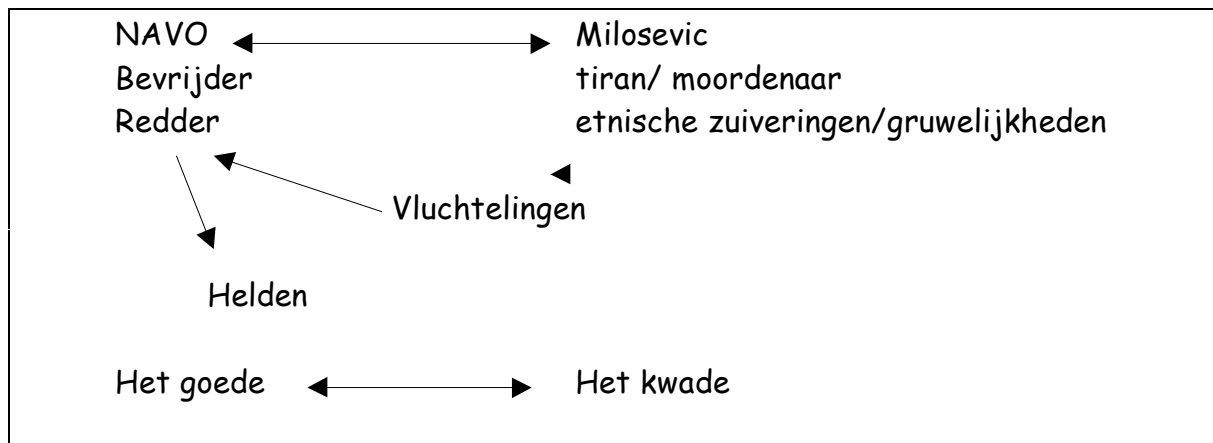 NAVO Milosevic
Bevrijder tiran/ moordenaar
Redder etnische zuiveringen/gruwelijkheden
Vluchtelingen
Helden
Het goede Het kwade